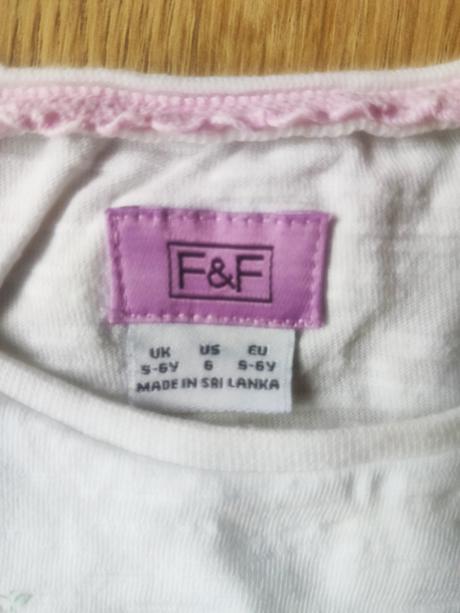 F&F
UK US EU
5-6Y 6 5-6Y
MADE IN SRI LANKA